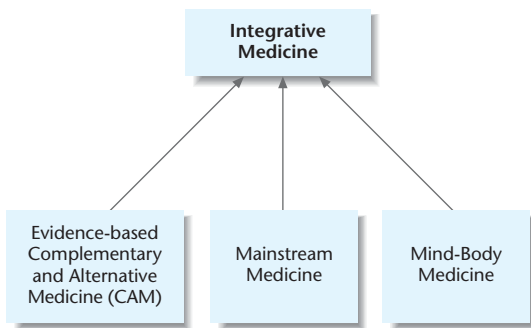 Integrative
Medicine
Evidence-based
Complementary
and Alternative
Medicine (CAM)
Mainstream
Medicine
Mind-Body
Medicine